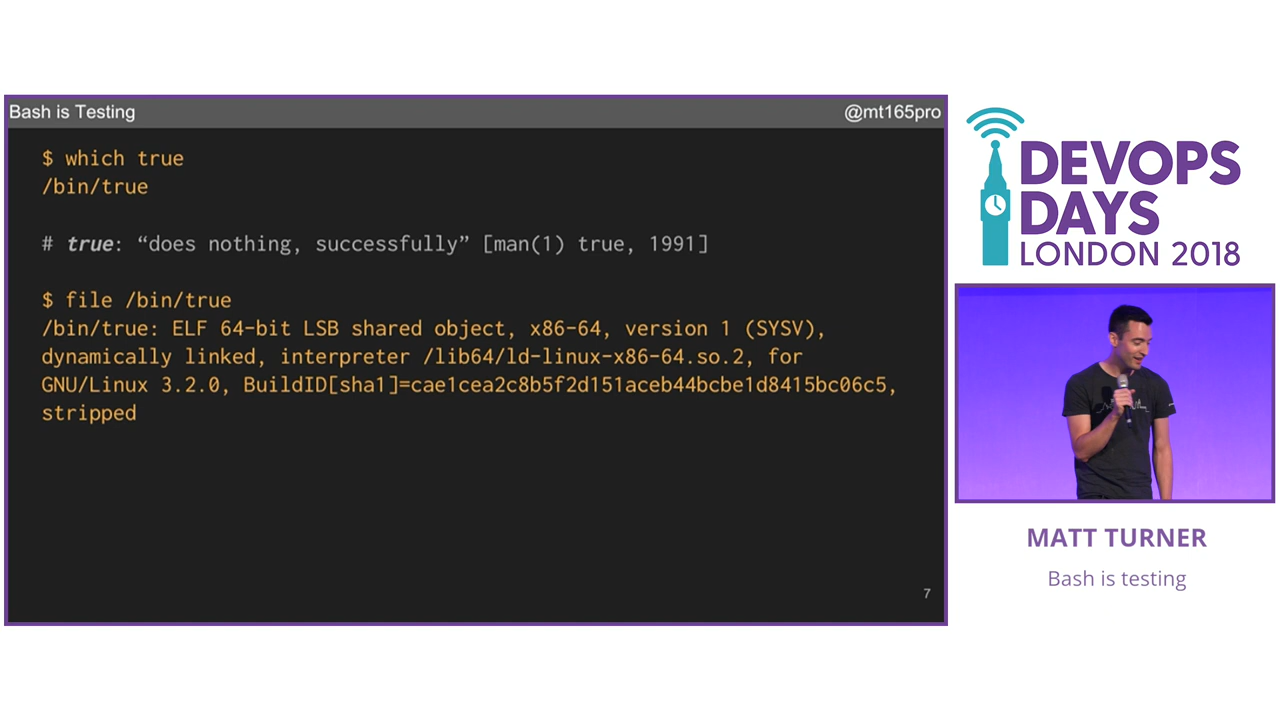 Bash is Testing
@mt165pro
$ which true
/bin/true
# true: “does nothing, successfully” [man(1) true, 1991]
$ file /bin/true
/bin/true: ELF 64-bit LSB shared object, x86-64, version 1 (SYSV),
dynamically linked, interpreter /lib64/ld-linux-x86-64.so.2, for
GNU/Linux 3.2.0, BuildID[sha1]=cae1cea2c8b5f2d151aceb44bcbe1d8415bc06c5,
stripped
7
DEVOPS
DAYS
LONDON 2018
MATT TURNER
Bash is testing